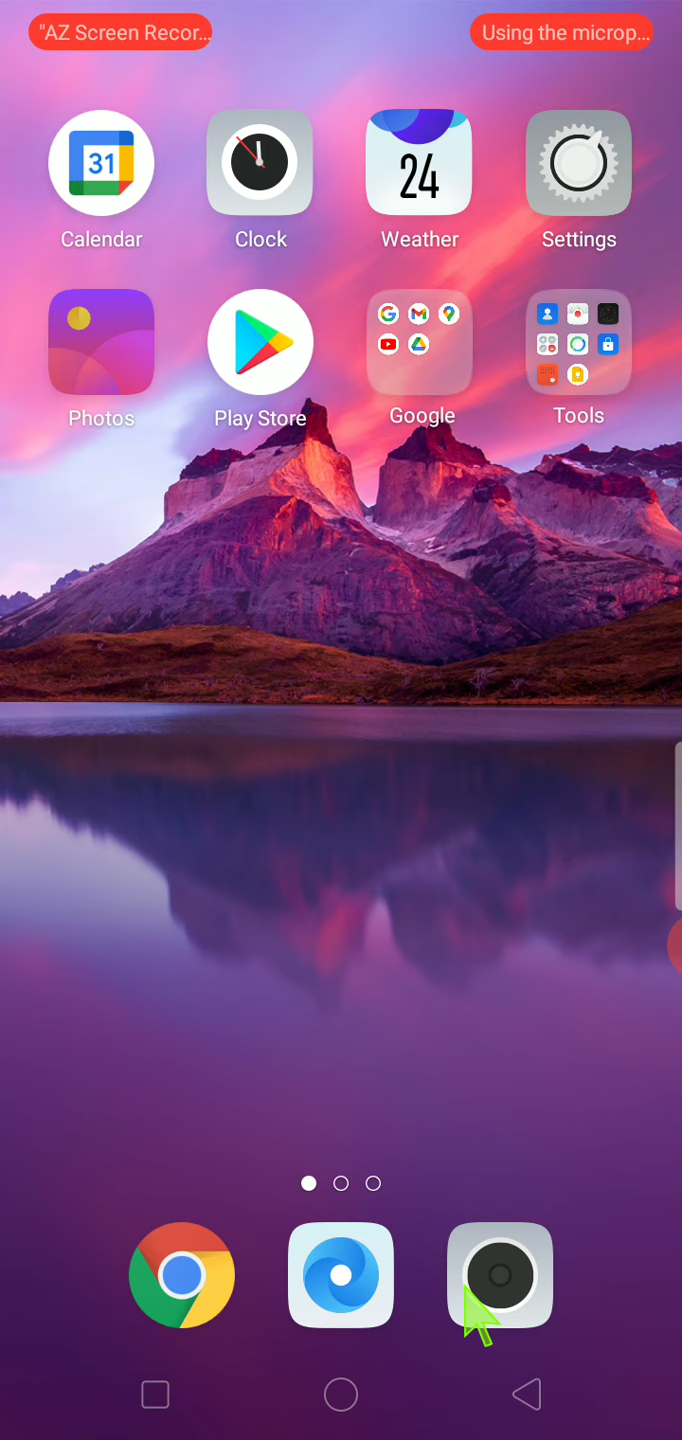 "AZ Screen Recor...
Using the microp...
31
24
Calendar
Clock
Weather
Settings
Photos
Play Store
Google
Tools